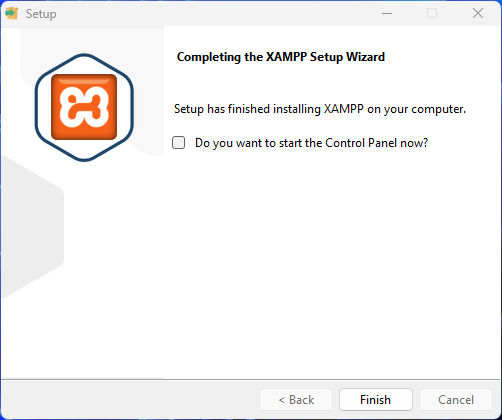 Setup
Completing the XAMPP Setup Wizard
Setup has finished installing XAMPP on your computer.
Do you want to start the Control Panel now?
< Back
Finish
Cancel